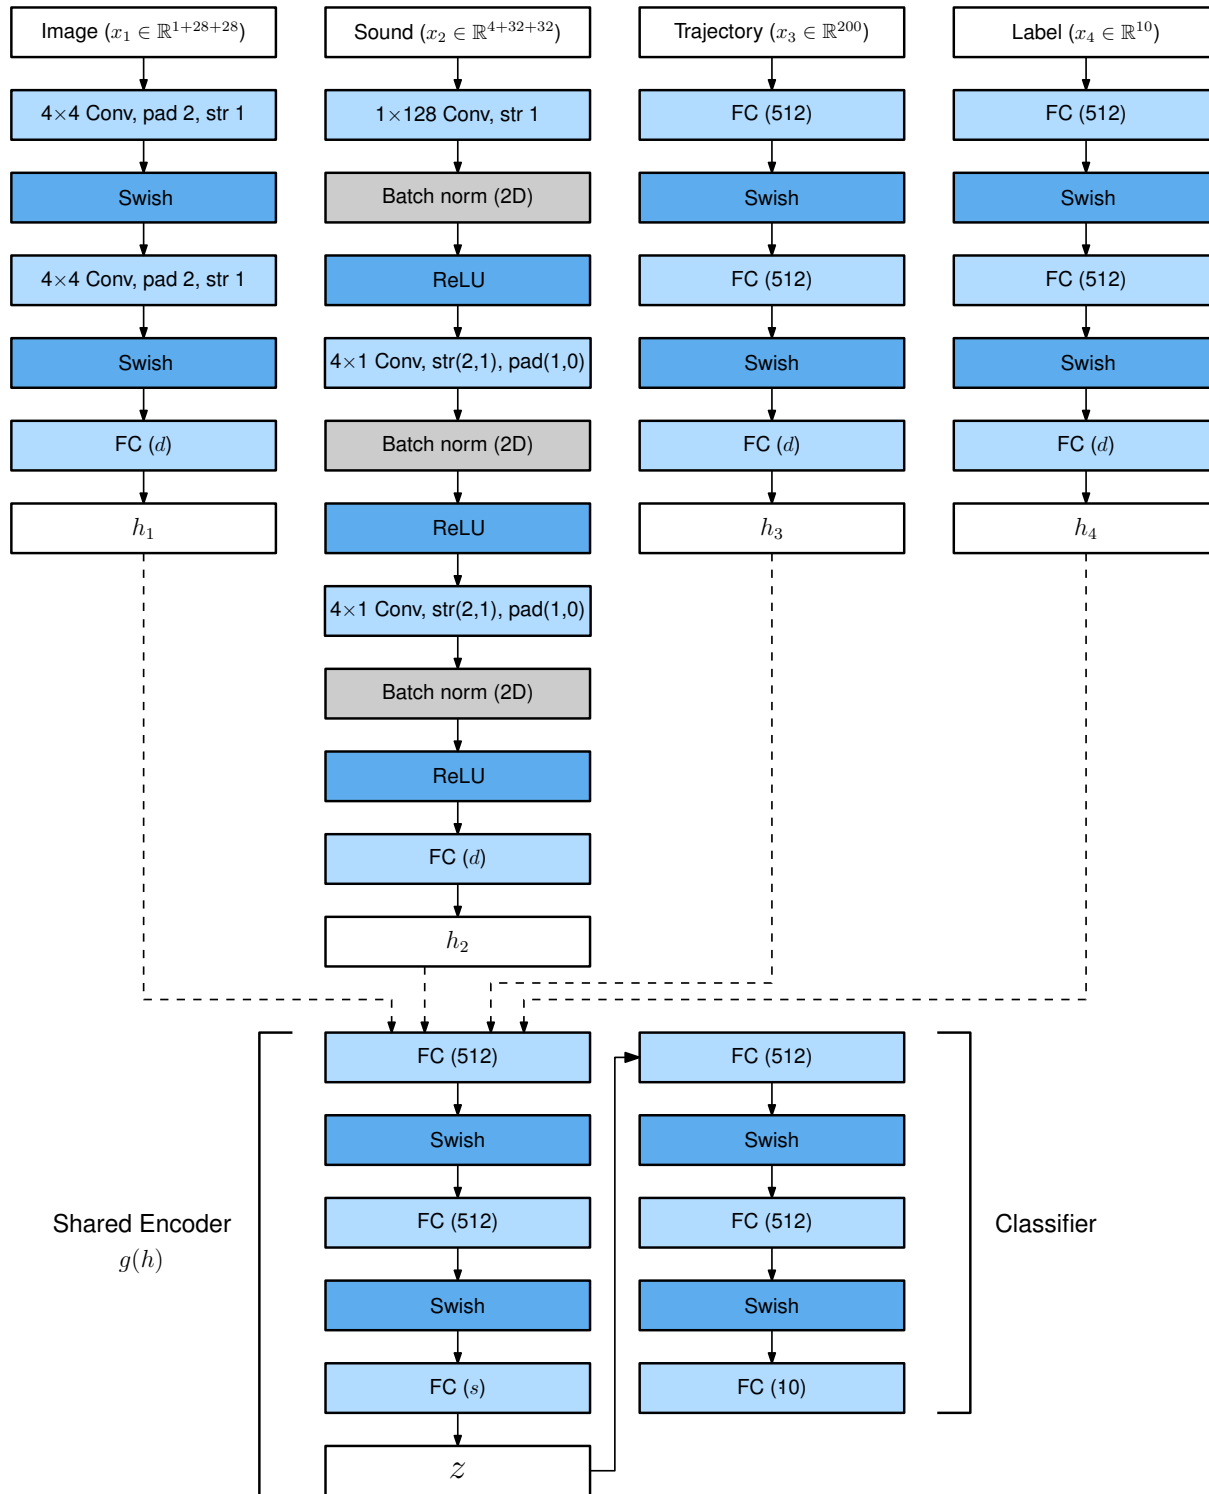 Image (x₁ ∈ ℝ¹⁺²⁸⁺²⁸)
4×4 Conv, pad 2, str 1
Swish
4×4 Conv, pad 2, str 1
Swish
FC (d)
h₁
Sound (x₂ ∈ ℝ⁴⁺³²⁺³²)
1×128 Conv, str 1
Batch norm (2D)
ReLU
4×1 Conv, str(2,1), pad(1,0)
Batch norm (2D)
ReLU
4×1 Conv, str(2,1), pad(1,0)
Batch norm (2D)
ReLU
FC (d)
h₂
Trajectory (x₃ ∈ ℝ²⁰⁰)
FC (512)
Swish
FC (512)
Swish
FC (d)
h₃
Label (x₄ ∈ ℝ¹⁰)
FC (512)
Swish
FC (512)
Swish
FC (d)
h₄
Shared Encoder
g(h)
FC (512)
Swish
FC (512)
Swish
FC (s)
z
FC (512)
Swish
FC (512)
Swish
FC (10)
Classifier